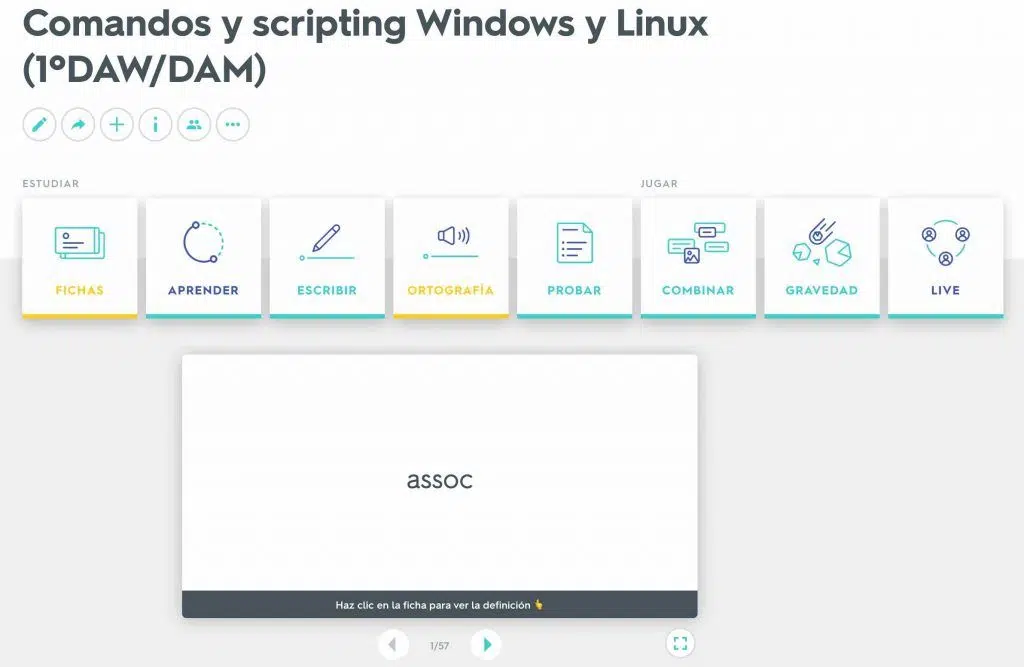 Comandos y scripting Windows y Linux
(1ºDAW/DAM)
ESTUDIAR
JUGAR
FICHAS
APRENDER
ESCRIBIR
ORTOGRAFÍA
PROBAR
COMBINAR
GRAVEDAD
LIVE
assoc
Haz clic en la ficha para ver la definición 👆
1/57